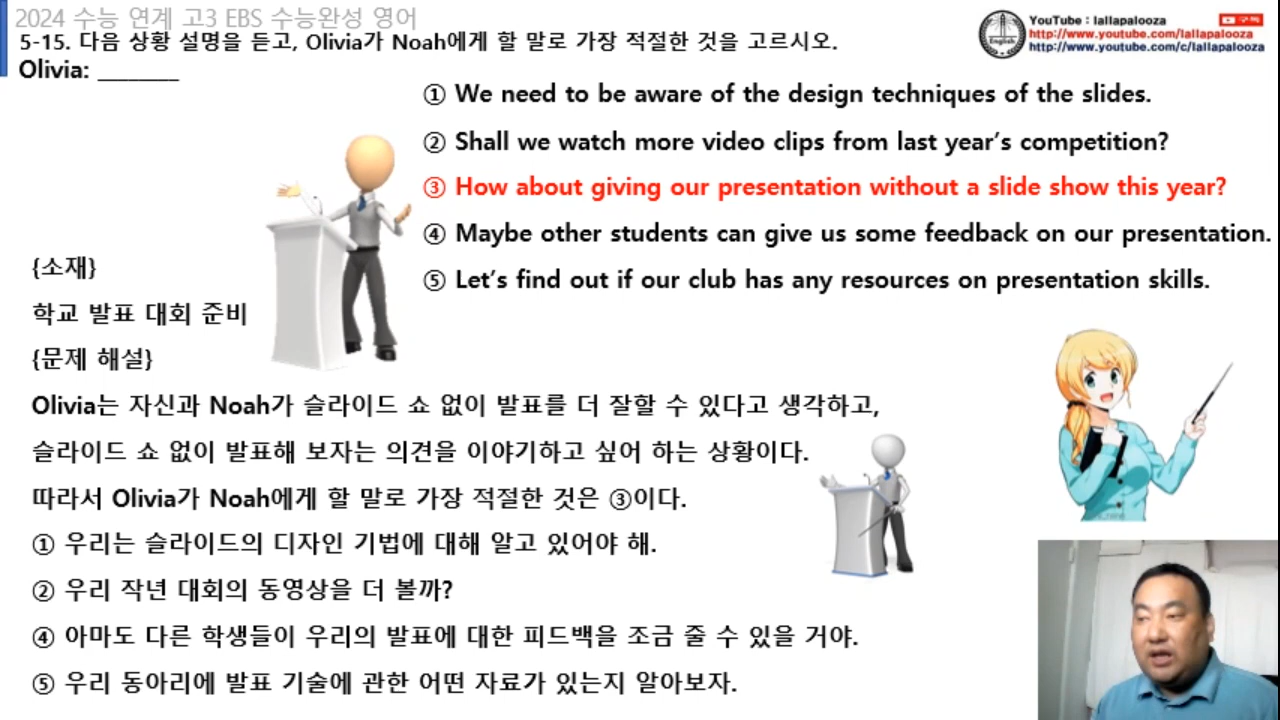 2024 수능 연계 고3 EBS 수능완성 영어
5-15. 다음 상황 설명을 듣고, Olivia가 Noah에게 할 말로 가장 적절한 것을 고르시오.
Olivia: _______
YouTube : lallapalooza
구독
http://www.youtube.com/lallapalooza
http://www.youtube.com/c/lallapalooza
English
① We need to be aware of the design techniques of the slides.
② Shall we watch more video clips from last year's competition?
③ How about giving our presentation without a slide show this year?
④ Maybe other students can give us some feedback on our presentation.
⑤ Let's find out if our club has any resources on presentation skills.
{소재}
학교 발표 대회 준비
{문제 해설}
Olivia는 자신과 Noah가 슬라이드 쇼 없이 발표를 더 잘할 수 있다고 생각하고,
슬라이드 쇼 없이 발표해 보자는 의견을 이야기하고 싶어 하는 상황이다.
따라서 Olivia가 Noah에게 할 말로 가장 적절한 것은 ③이다.
① 우리는 슬라이드의 디자인 기법에 대해 알고 있어야 해.
② 우리 작년 대회의 동영상을 더 볼까?
④ 아마도 다른 학생들이 우리의 발표에 대한 피드백을 조금 줄 수 있을 거야.
⑤ 우리 동아리에 발표 기술에 관한 어떤 자료가 있는지 알아보자.